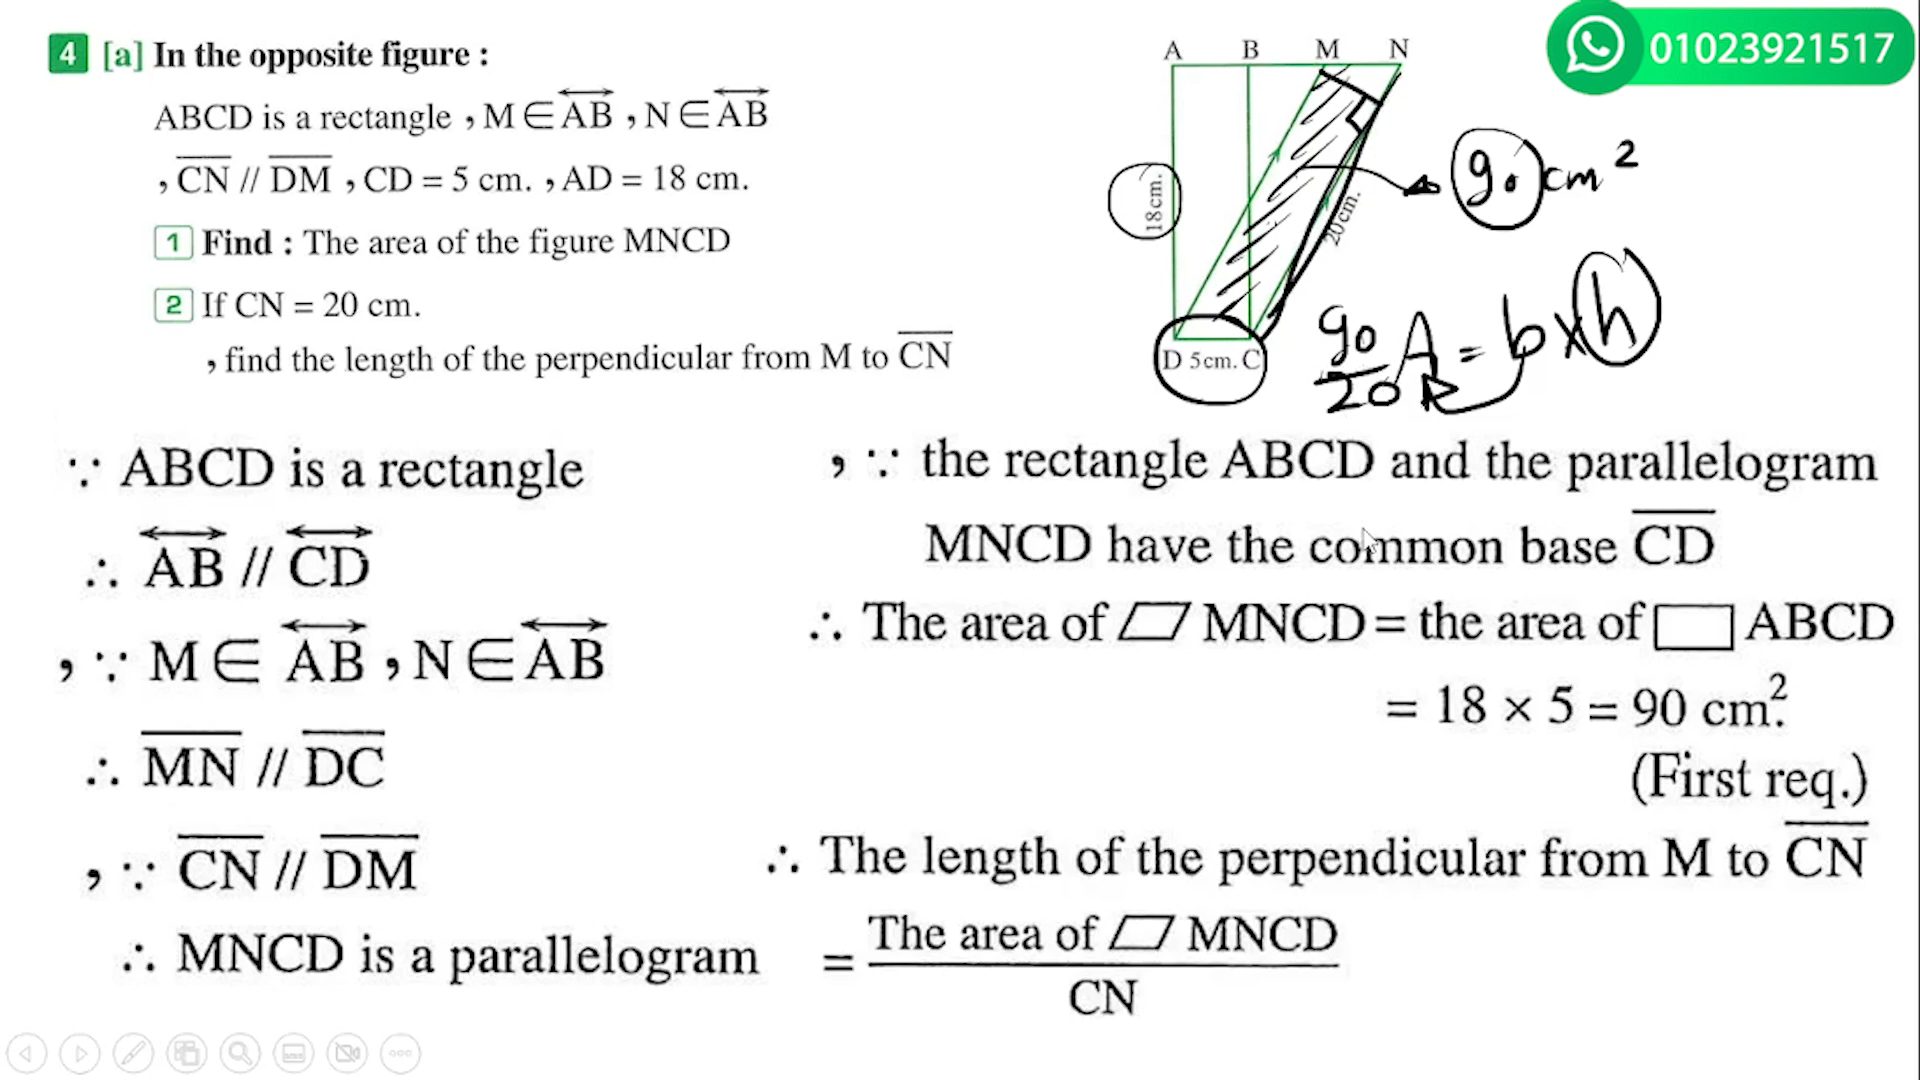 4 [a] In the opposite figure :
ABCD is a rectangle , M ∈ AB , N ∈ AB
, CN // DM , CD = 5 cm. , AD = 18 cm.
1 Find : The area of the figure MNCD
2 If CN = 20 cm.
, find the length of the perpendicular from M to CN
A B M N
18cm.
20cm.
D 5cm. C
90 cm²
A = b × h
90
20
01023921517
∵ ABCD is a rectangle
∴ AB // CD
, ∵ M ∈ AB , N ∈ AB
∴ MN // DC
, ∵ CN // DM
∴ MNCD is a parallelogram
, ∵ the rectangle ABCD and the parallelogram
MNCD have the common base CD
∴ The area of ▱ MNCD = the area of ▭ ABCD
= 18 × 5 = 90 cm².
(First req.)
∴ The length of the perpendicular from M to CN
= The area of ▱ MNCD
CN